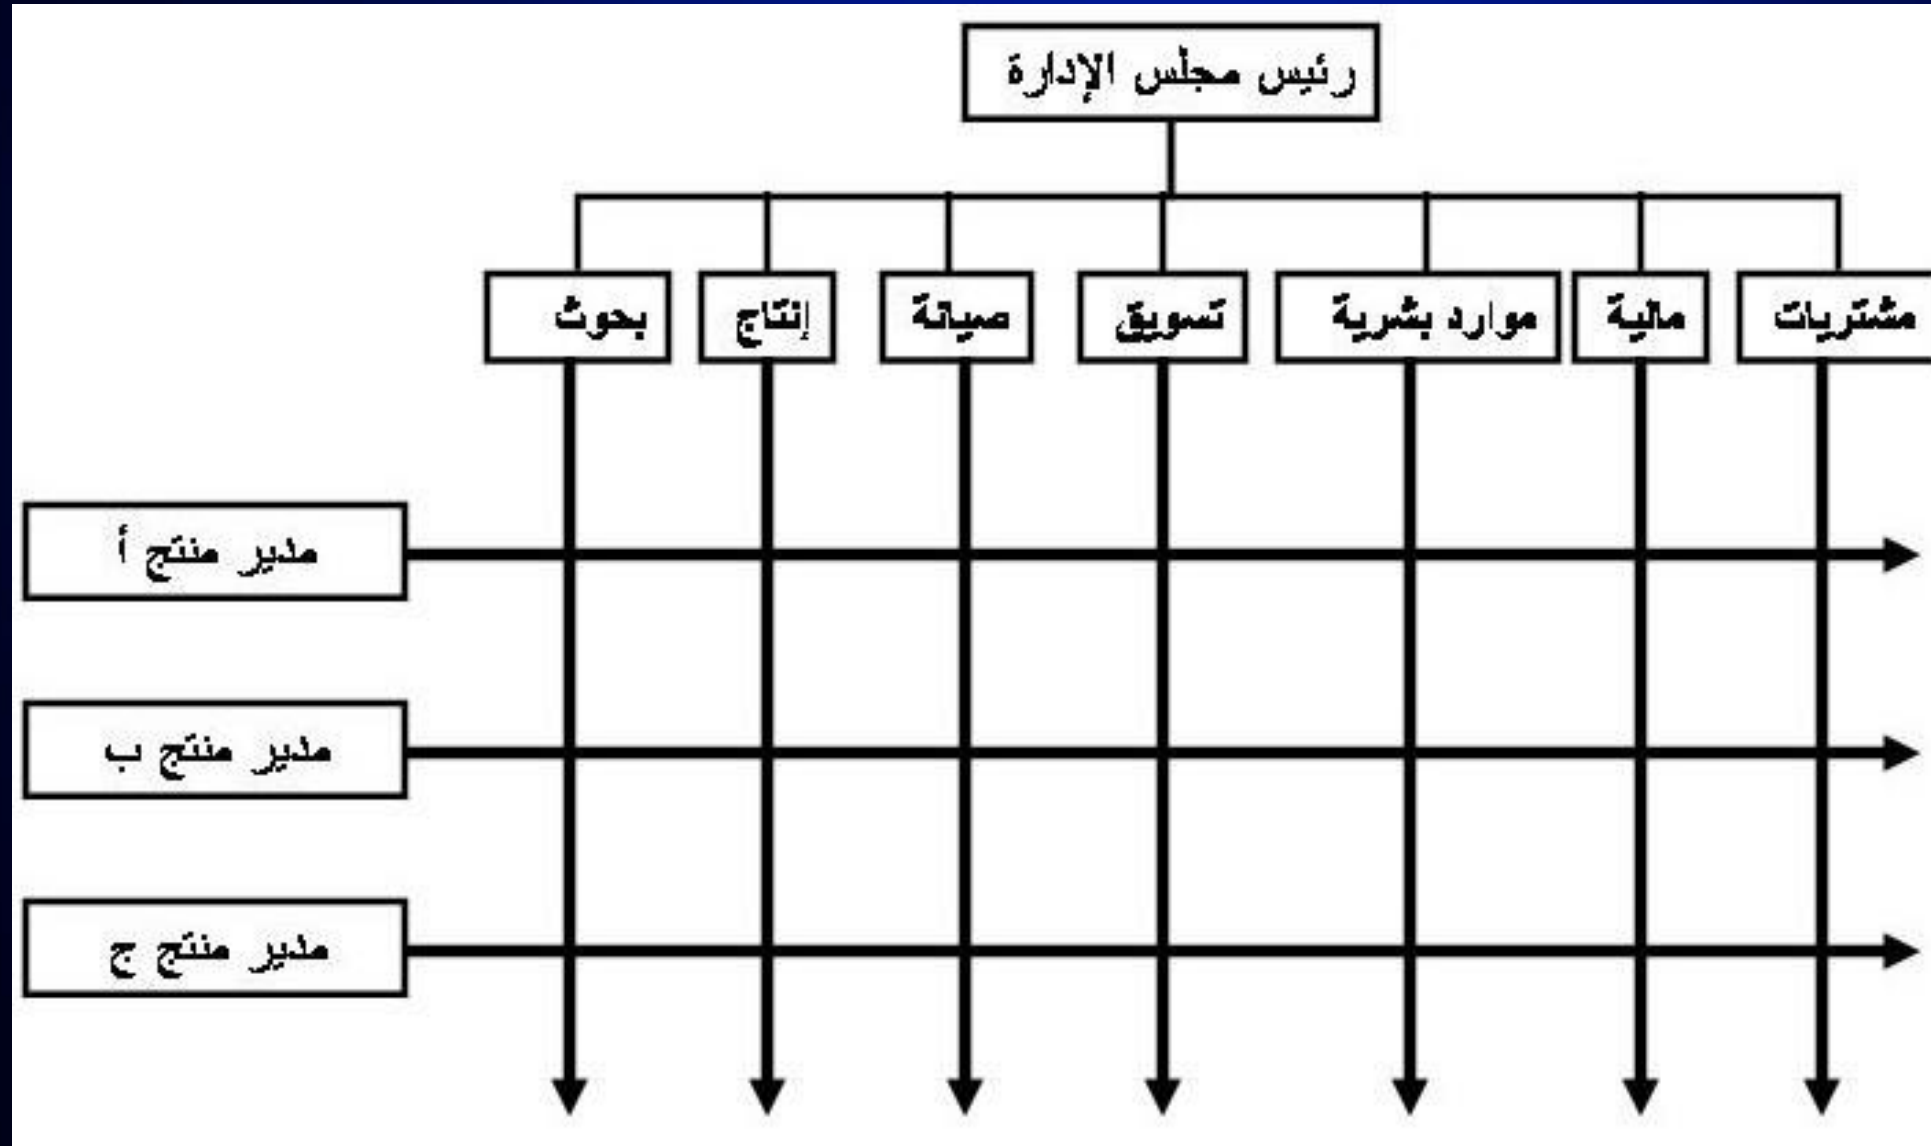 رئيس مجلس الإدارة
مشتريات
مالية
موارد بشرية
تسويق
صيانة
إنتاج
بحوث
مدير منتج أ
مدير منتج ب
مدير منتج ج